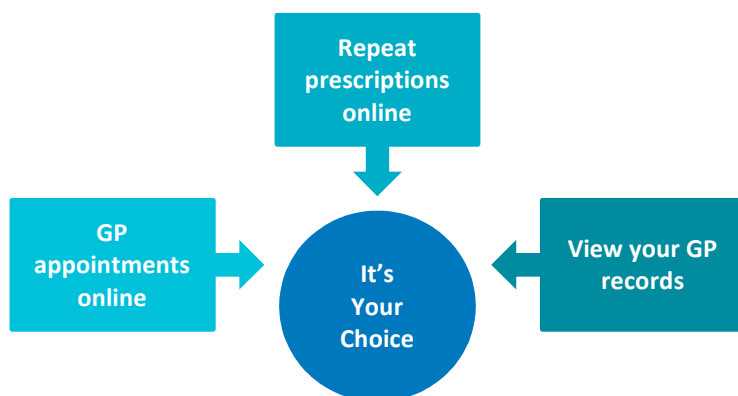 Repeat
prescriptions
online
GP
appointments
online
It’s
Your
Choice
View your GP
records